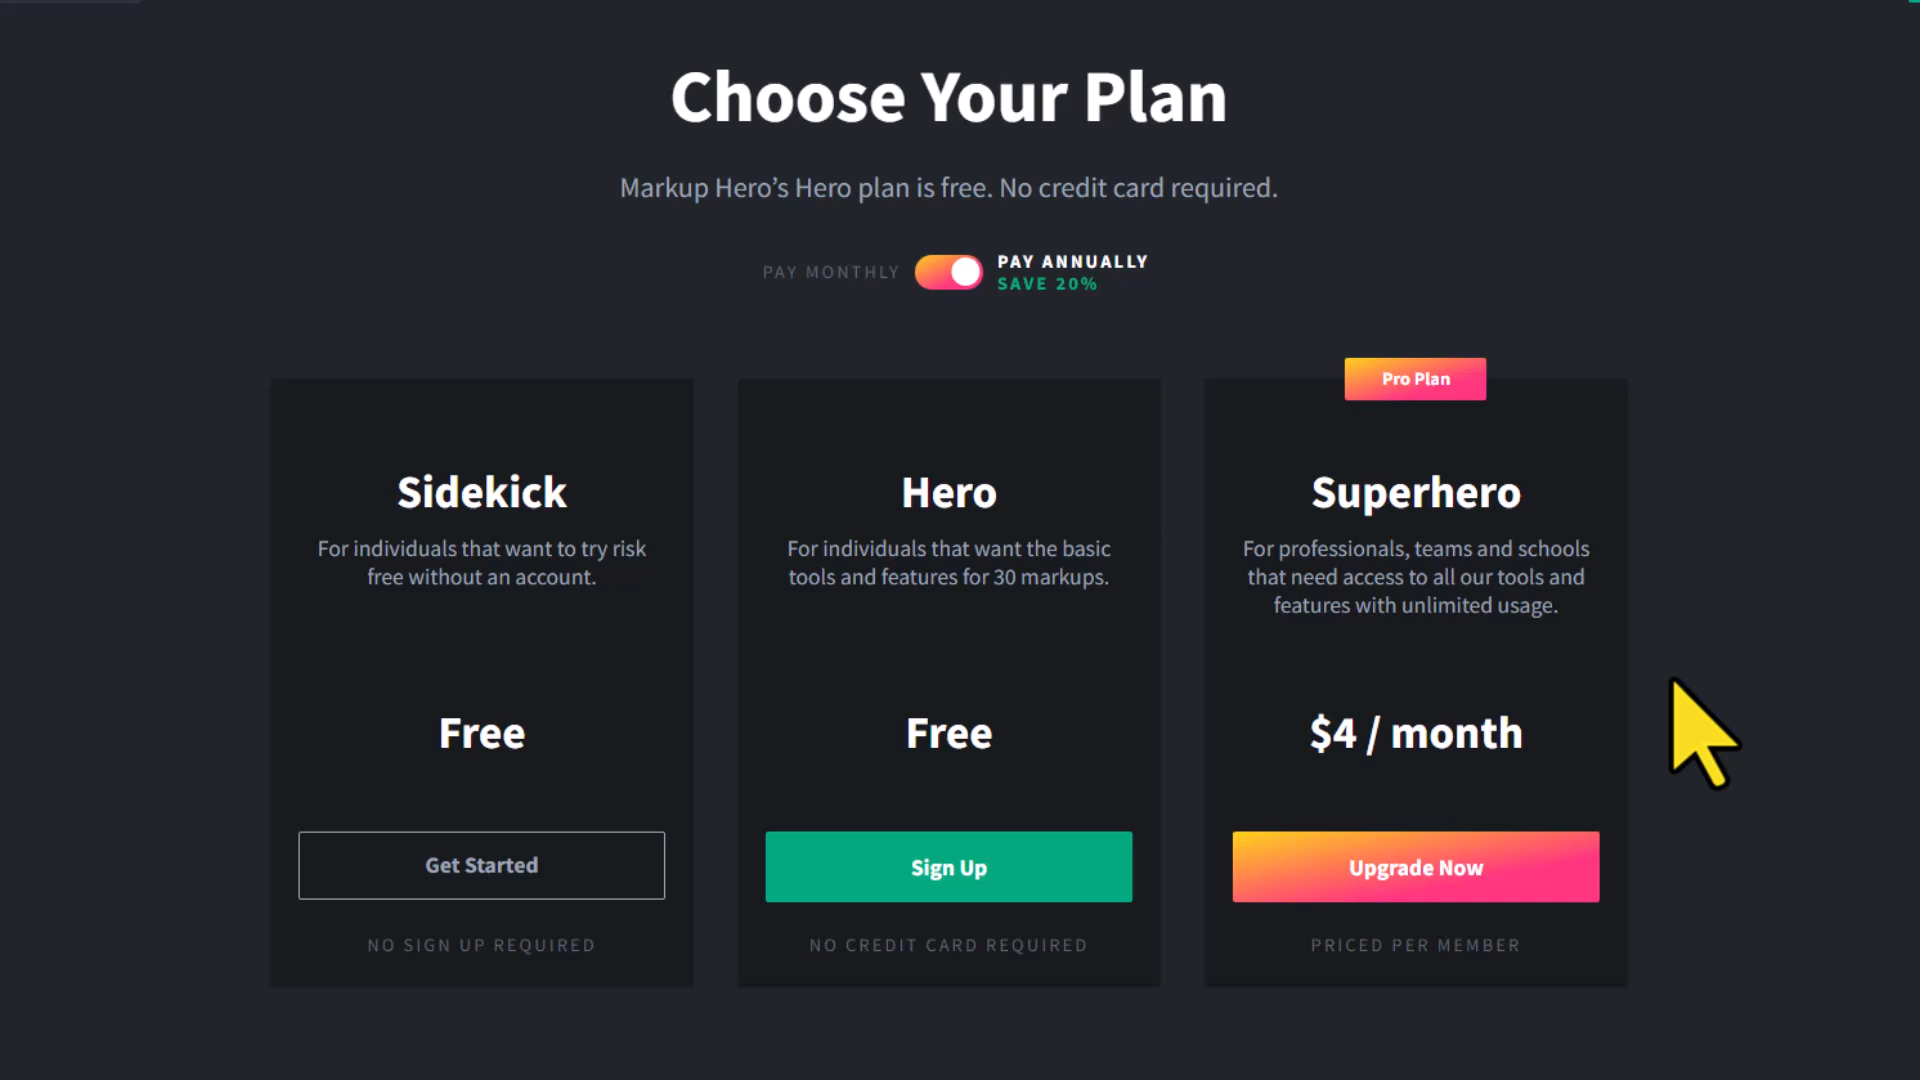 Choose Your Plan
Markup Hero’s Hero plan is free. No credit card required.
PAY MONTHLY
PAY ANNUALLY
SAVE 20%
Sidekick
For individuals that want to try risk
free without an account.
Free
Get Started
NO SIGN UP REQUIRED
Hero
For individuals that want the basic
tools and features for 30 markups.
Free
Sign Up
NO CREDIT CARD REQUIRED
Pro Plan
Superhero
For professionals, teams and schools
that need access to all our tools and
features with unlimited usage.
$4 / month
Upgrade Now
PRICED PER MEMBER